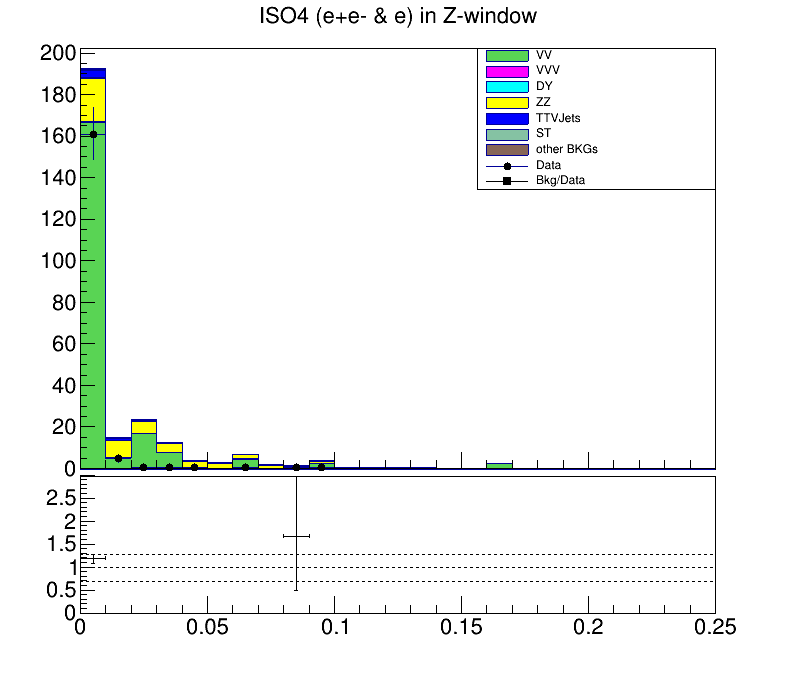 ISO4 (e+e- & e) in Z-window
200
180
160
140
120
100
80
60
40
20
0
VV
VVV
DY
ZZ
TTVJets
ST
other BKGs
Data
Bkg/Data
2.5
2
1.5
1
0.5
0
0 0.05 0.1 0.15 0.2 0.25